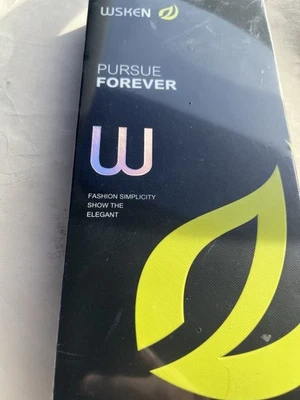 WSKEN
PURSUE
FOREVER
W
FASHION SIMPLICITY
SHOW THE
ELEGANT